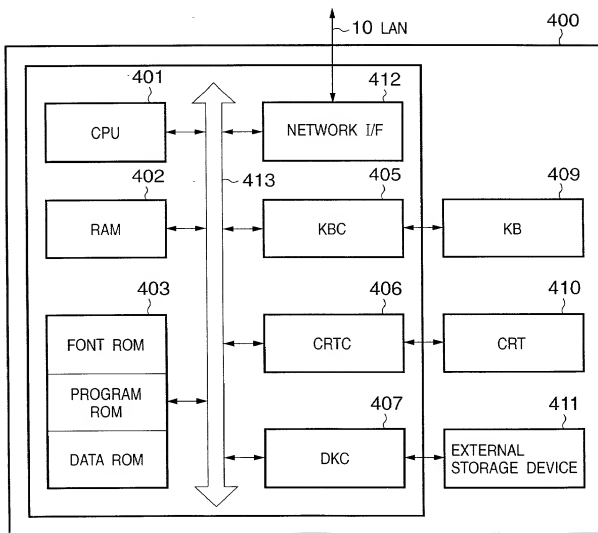 10 LAN
400
401
412
CPU
NETWORK I/F
413
402
405
409
RAM
KBC
KB
403
406
410
FONT ROM
CRTC
CRT
PROGRAM
ROM
407
411
DATA ROM
DKC
EXTERNAL
STORAGE DEVICE